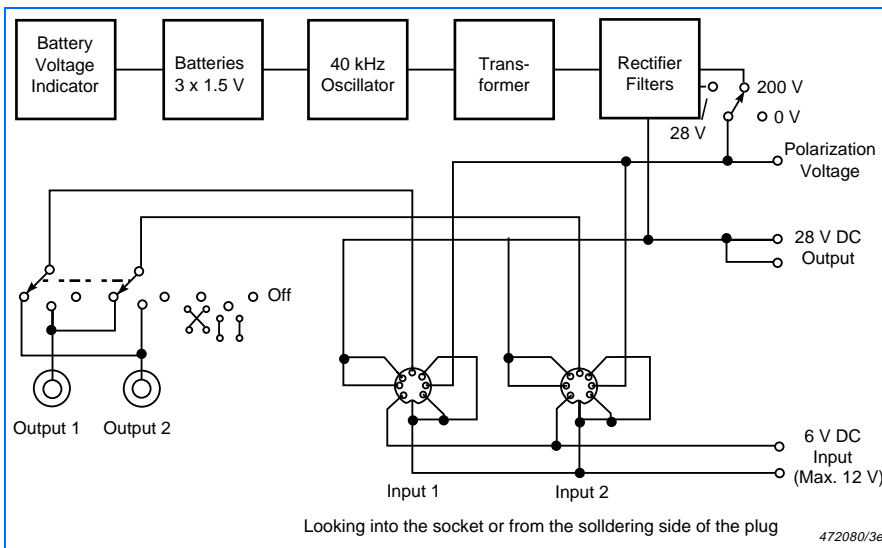 Battery
Voltage
Indicator
Batteries
3 x 1.5 V
40 kHz
Oscillator
Trans-
former
Rectifier
Filters
200 V
28 V
0 V
Polarization
Voltage
28 V DC
Output
Off
Output 1
Output 2
6 V DC
Input
(Max. 12 V)
Input 1
Input 2
Looking into the socket or from the solldering side of the plug
472080/3e